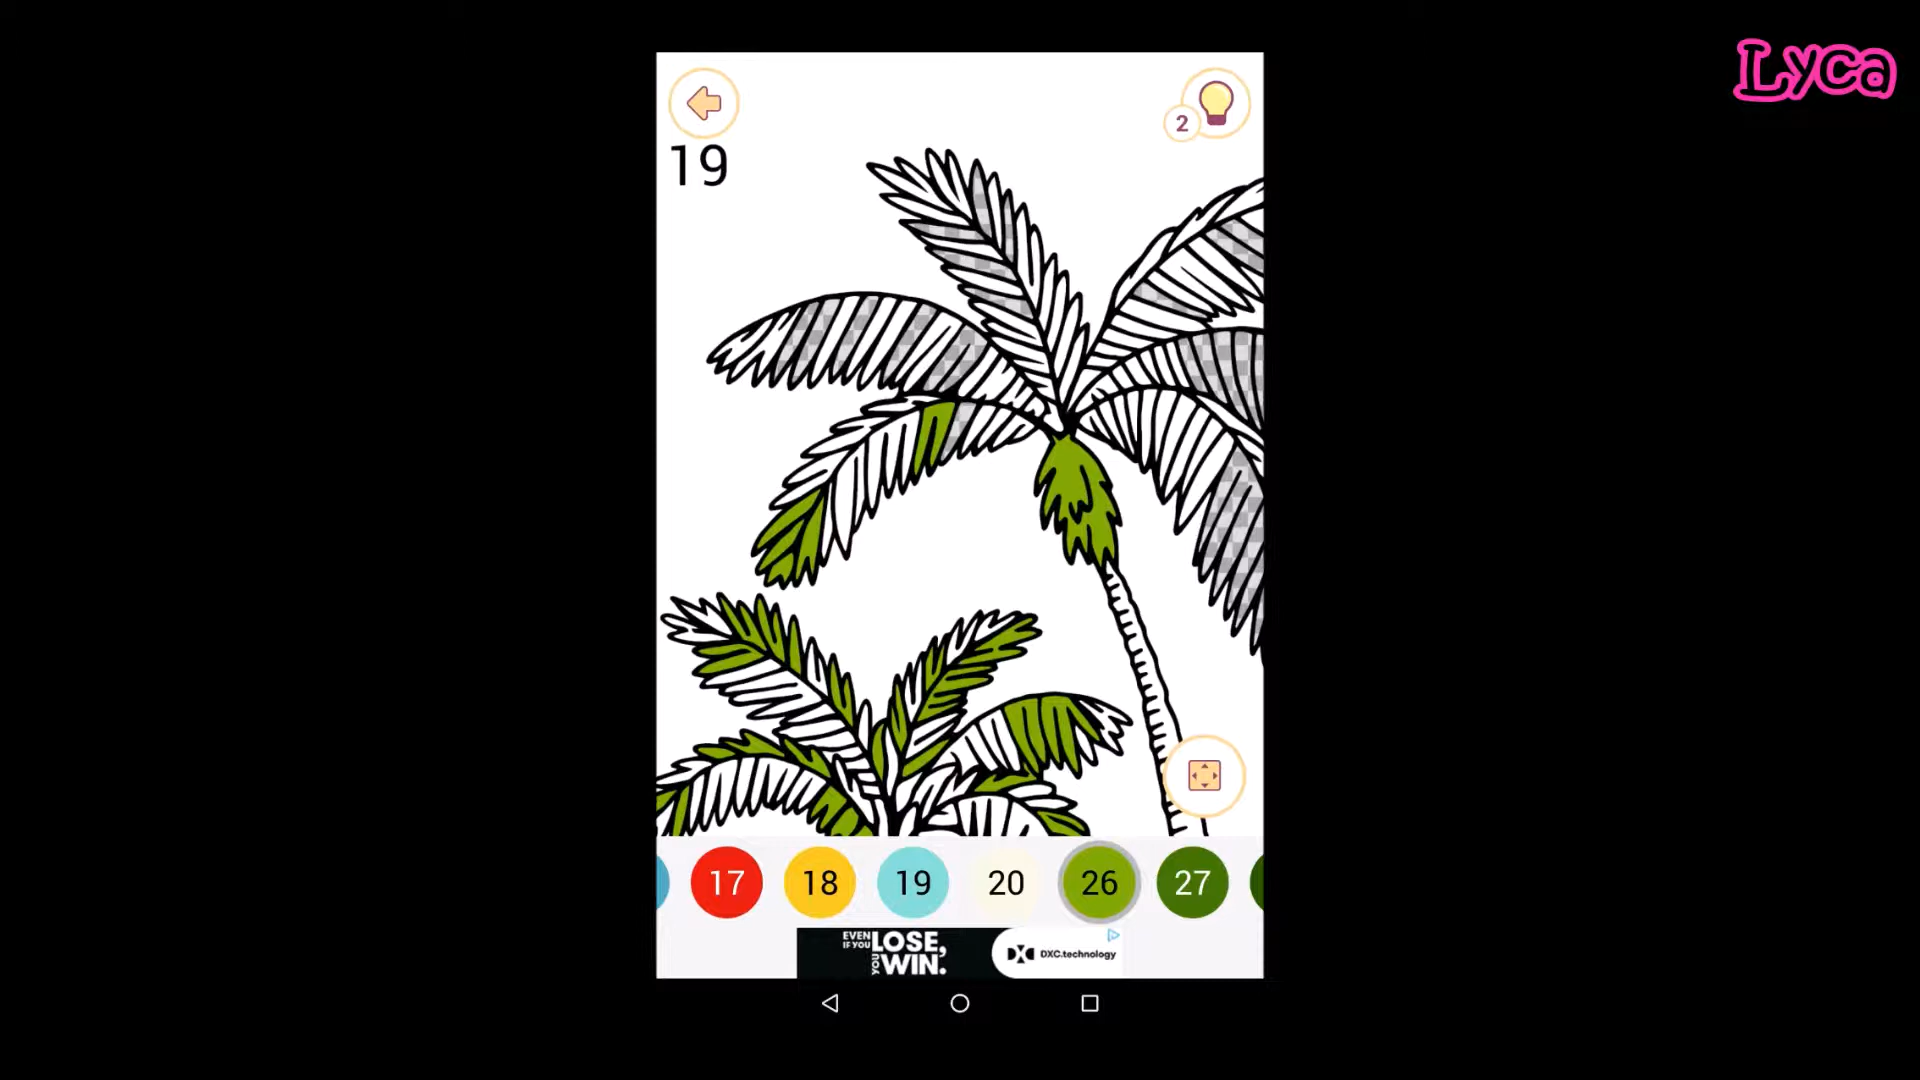 Lyca
2
19
17 18 19 20 26 27
EVEN IF YOU LOSE,
YOU WIN.
DXC.technology